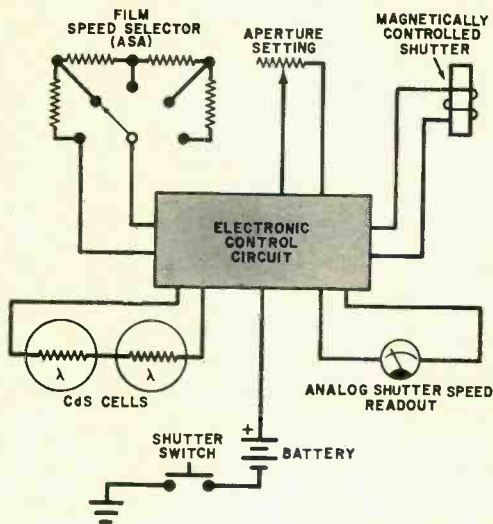 FILM
SPEED SELECTOR
(ASA)
APERTURE
SETTING
MAGNETICALLY
CONTROLLED
SHUTTER
ELECTRONIC
CONTROL
CIRCUIT
λ
λ
CdS CELLS
ANALOG SHUTTER SPEED
READOUT
SHUTTER
SWITCH
+
BATTERY